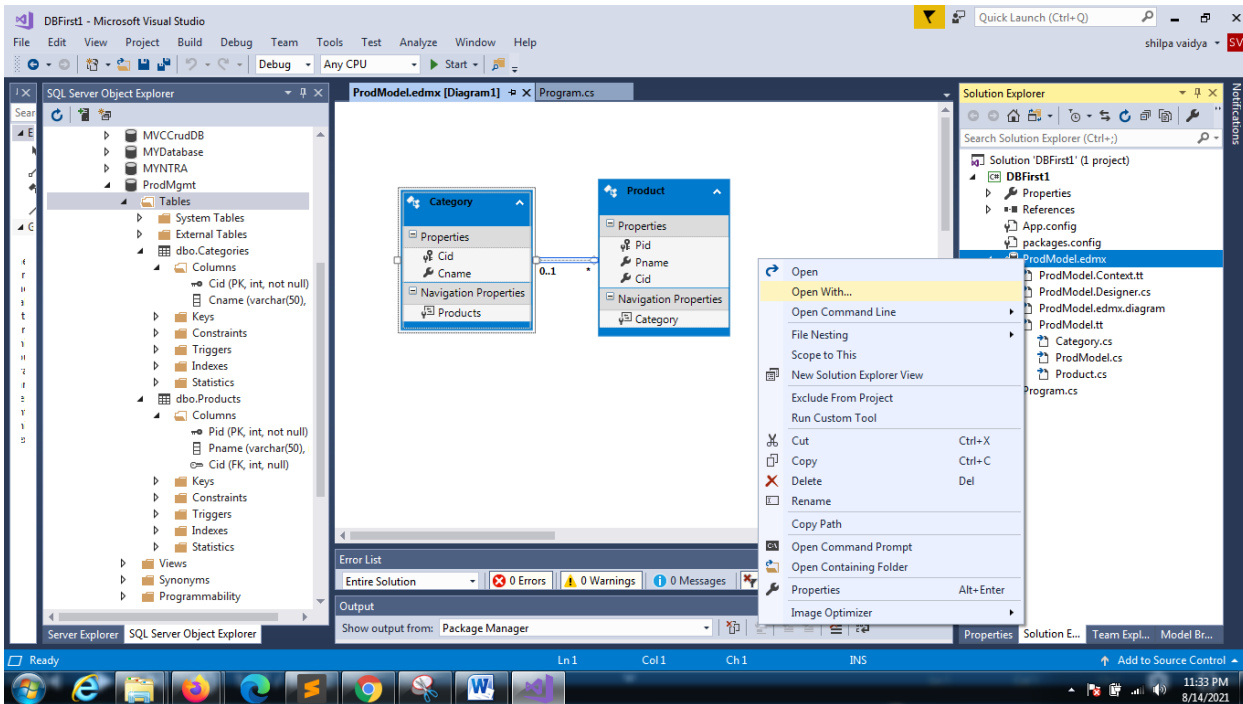 DBFirst1 - Microsoft Visual Studio
Quick Launch (Ctrl+Q)
File Edit View Project Build Debug Team Tools Test Analyze Window Help
shilpa vaidya SV
Debug Any CPU Start
SQL Server Object Explorer
MVCCrudDB
MYDatabase
MYNTRA
ProdMgmt
Tables
System Tables
External Tables
dbo.Categories
Columns
Cid (PK, int, not null)
Cname (varchar(50),
Keys
Constraints
Triggers
Indexes
Statistics
dbo.Products
Columns
Pid (PK, int, not null)
Pname (varchar(50),
Cid (FK, int, null)
Keys
Constraints
Triggers
Indexes
Statistics
Views
Synonyms
Programmability
Server Explorer SQL Server Object Explorer
ProdModel.edmx [Diagram1] Program.cs
Category
Properties
Cid
Cname
Navigation Properties
Products
0..1 *
Product
Properties
Pid
Pname
Cid
Navigation Properties
Category
Open
Open With...
Open Command Line
File Nesting
Scope to This
New Solution Explorer View
Exclude From Project
Run Custom Tool
Cut Ctrl+X
Copy Ctrl+C
Delete Del
Rename
Copy Path
Open Command Prompt
Open Containing Folder
Properties Alt+Enter
Image Optimizer
Error List
Entire Solution 0 Errors 0 Warnings 0 Messages
Output
Show output from: Package Manager
Solution Explorer
Search Solution Explorer (Ctrl+;)
Solution 'DBFirst1' (1 project)
DBFirst1
Properties
References
App.config
packages.config
ProdModel.edmx
ProdModel.Context.tt
ProdModel.Designer.cs
ProdModel.edmx.diagram
ProdModel.tt
Category.cs
ProdModel.cs
Product.cs
Program.cs
Properties Solution E... Team Expl... Model Br...
Notifications
Ready Ln 1 Col 1 Ch 1 INS Add to Source Control
11:33 PM
8/14/2021